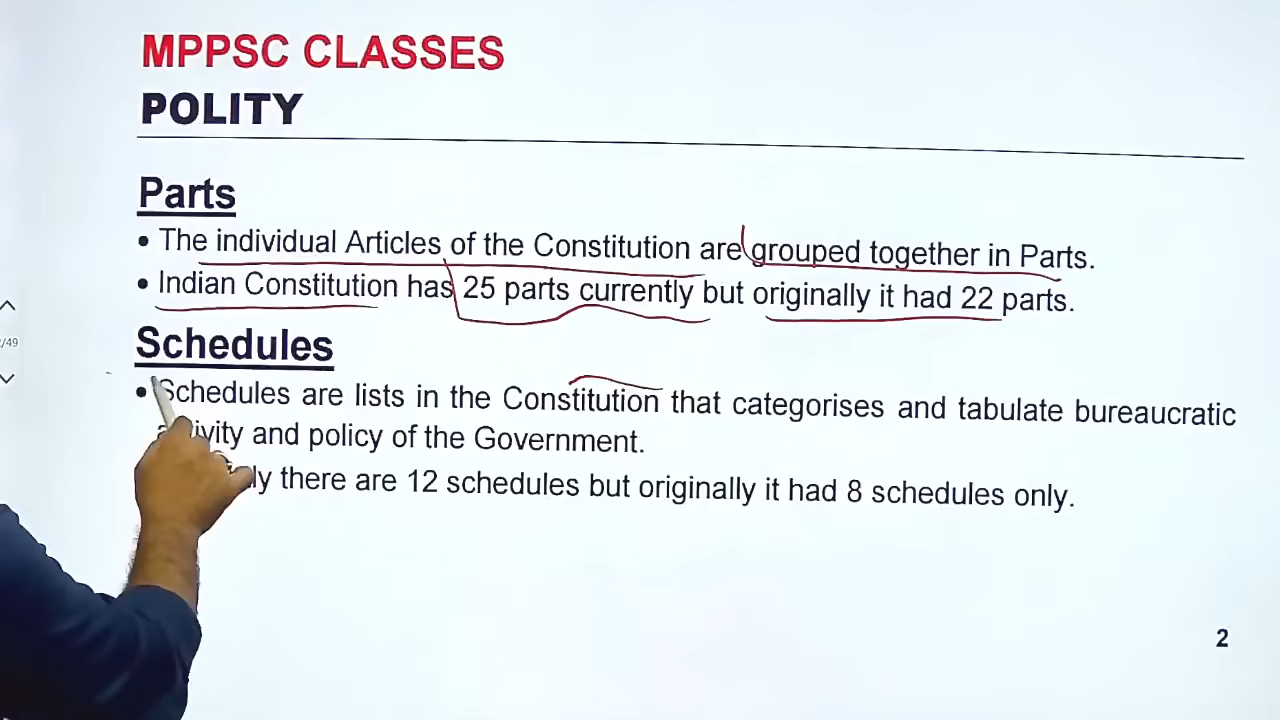 MPPSC CLASSES
POLITY
Parts
• The individual Articles of the Constitution are grouped together in Parts.
• Indian Constitution has 25 parts currently but originally it had 22 parts.
Schedules
• Schedules are lists in the Constitution that categorises and tabulate bureaucratic
and policy of the Government.
there are 12 schedules but originally it had 8 schedules only.
/49
2